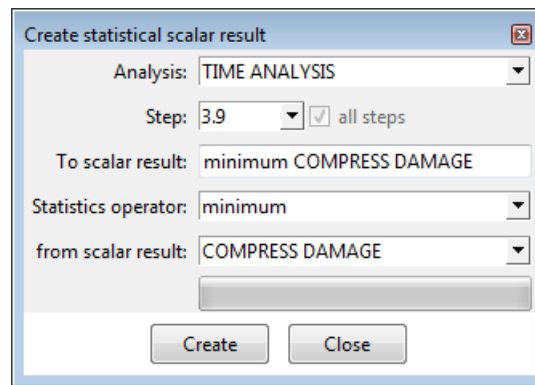 Create statistical scalar result
Analysis: TIME ANALYSIS
Step: 3.9 all steps
To scalar result: minimum COMPRESS DAMAGE
Statistics operator: minimum
from scalar result: COMPRESS DAMAGE
Create Close